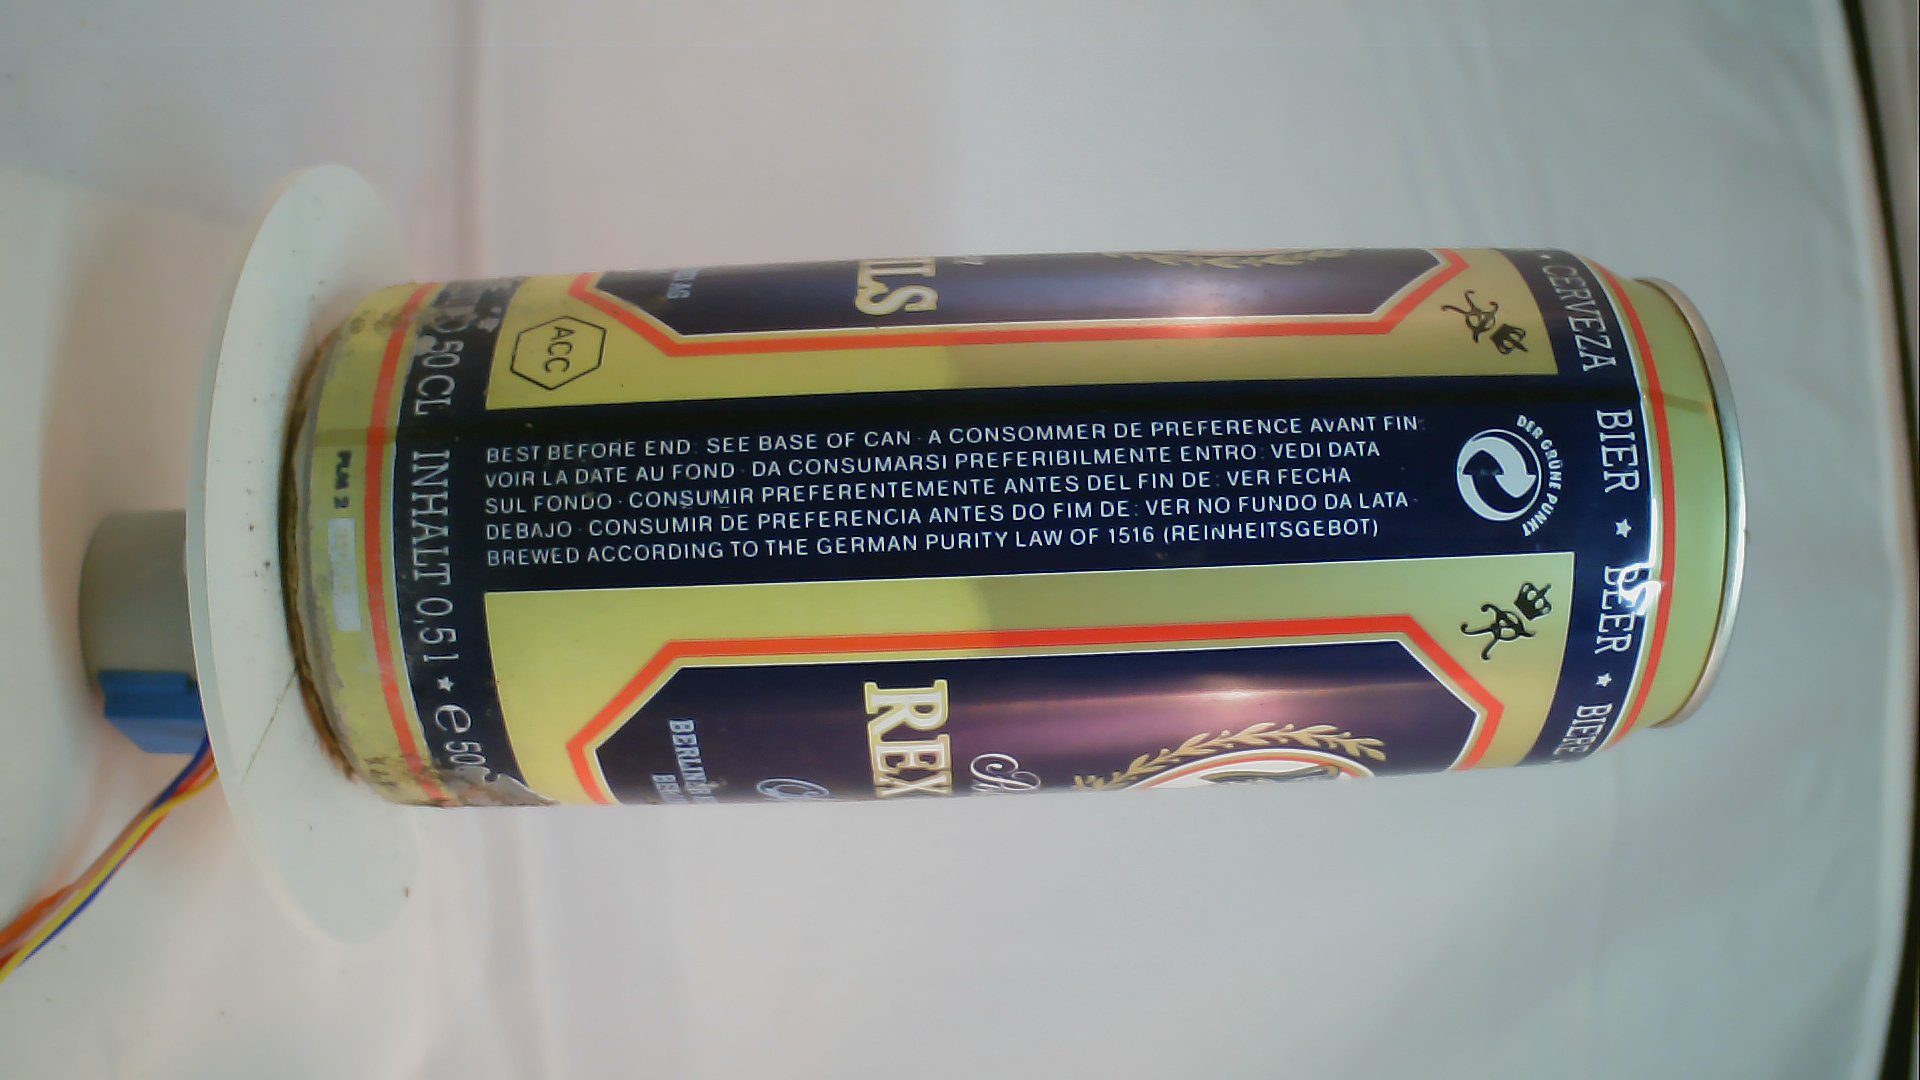 BEST BEFORE END: SEE BASE OF CAN · A CONSOMMER DE PREFERENCE AVANT FIN:
VOIR LA DATE AU FOND · DA CONSUMARSI PREFERIBILMENTE ENTRO: VEDI DATA
SUL FONDO · CONSUMIR PREFERENTEMENTE ANTES DEL FIN DE: VER FECHA
DEBAJO · CONSUMIR DE PREFERENCIA ANTES DO FIM DE: VER NO FUNDO DA LATA ·
BREWED ACCORDING TO THE GERMAN PURITY LAW OF 1516 (REINHEITSGEBOT)
DER GRÜNE PUNKT
CERVEZA ★ BIER ★ BEER ★ BIERE
50 CL INHALT 0,5 l ★ e 50
ACC
PLM 2
ILS
REX
BERLINER